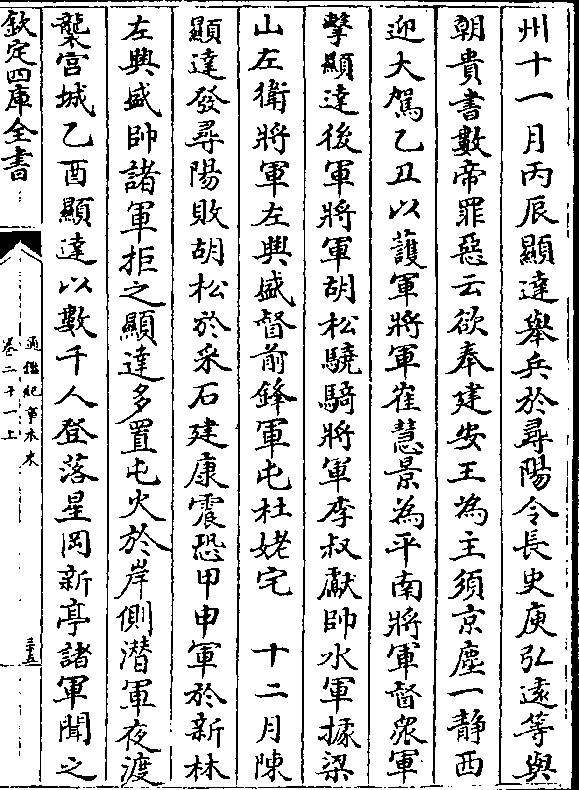 州十一月丙辰顯達舉兵於尋陽令長史庾弘遠等與
朝貴書數帝罪惡云欲奉建安王為主須京塵一静西
迎大駕乙丑以䕶軍將軍崔慧景為平南將軍督衆軍
擊顯達後軍將軍胡松驍騎將軍李叔獻帥水軍據梁
山左衛將軍左興盛督前鋒軍屯杜姥宅　十二月陳
顯達發尋陽敗胡松於采石建康震恐甲申軍於新林
左興盛帥諸軍拒之顯達多置屯火於岸側潜軍夜渡
襲宫城乙酉顯達以數千人登落星岡新亭諸軍聞之
欽定四庫全書
通鑑紀事本末
卷二十一上
三十五